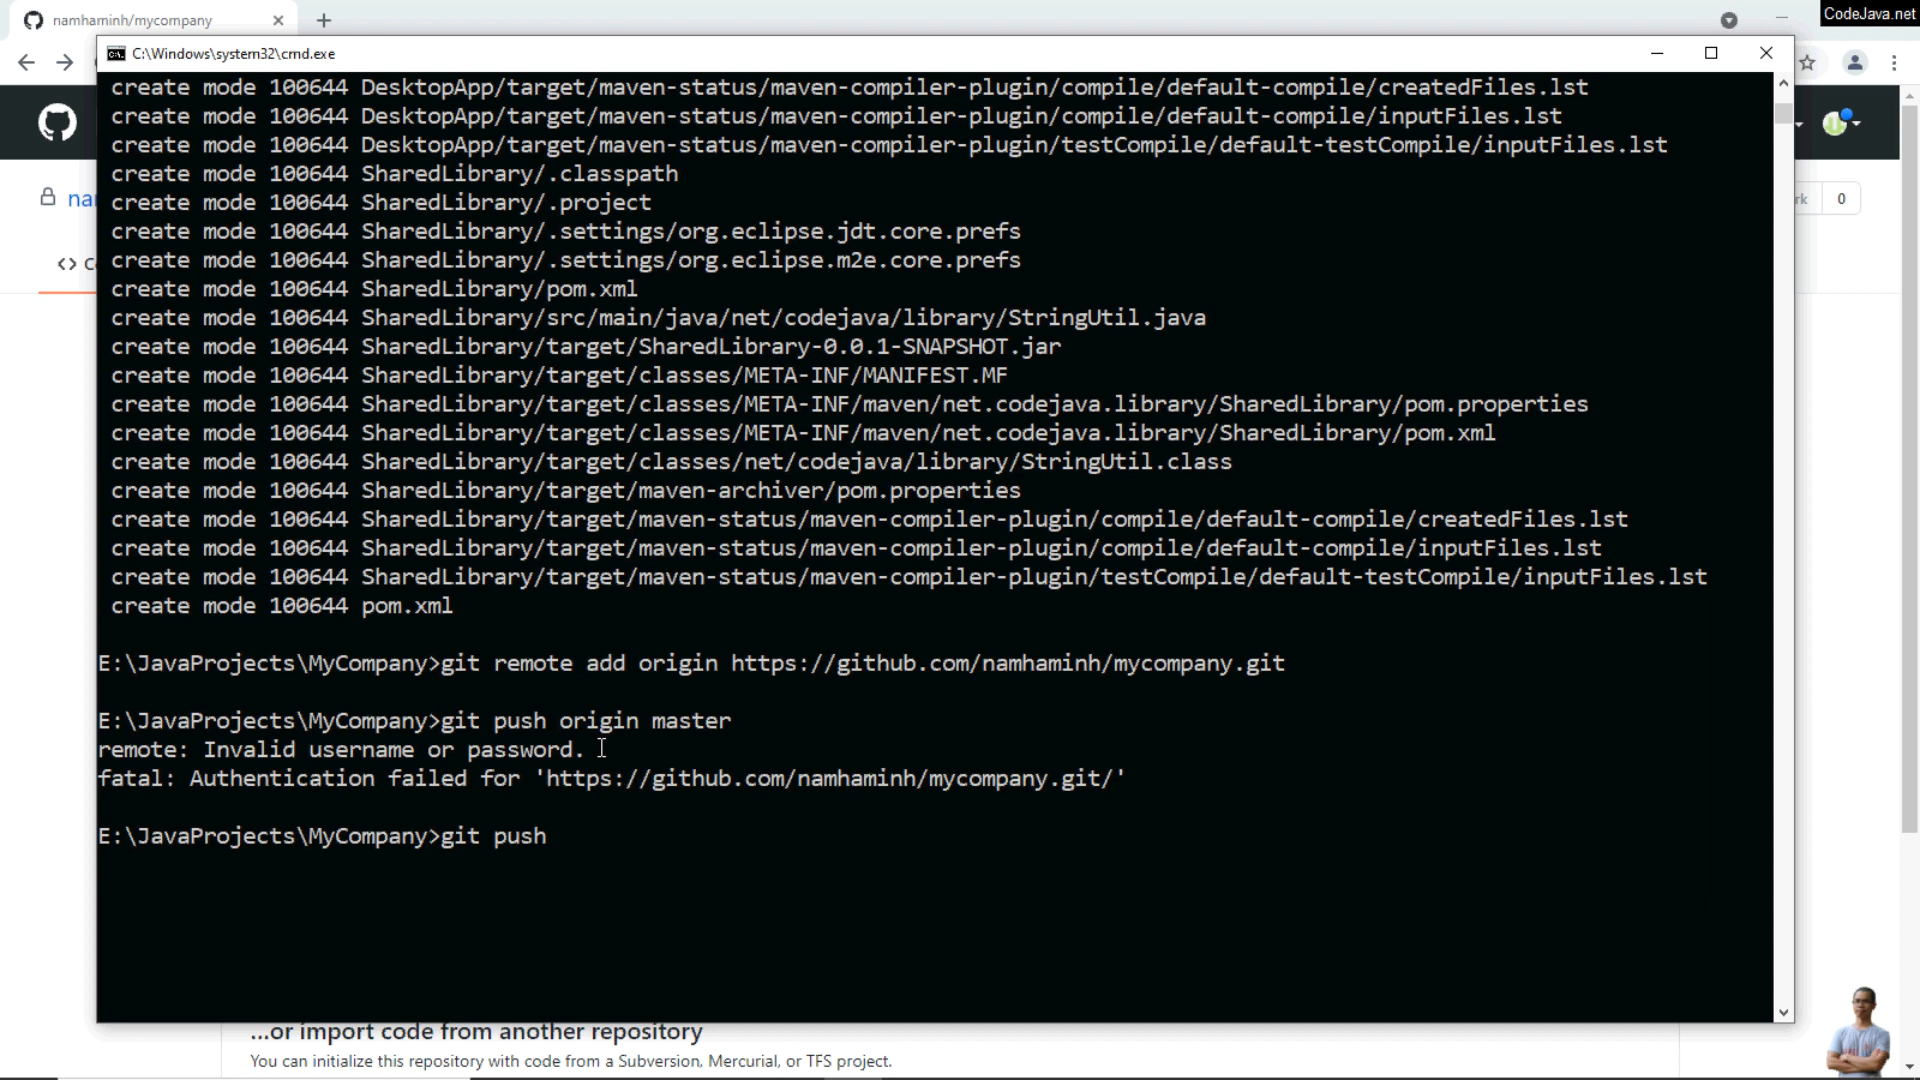 namhaminh/mycompany
CodeJava.net
C:\Windows\system32\cmd.exe
create mode 100644 DesktopApp/target/maven-status/maven-compiler-plugin/compile/default-compile/createdFiles.lst
create mode 100644 DesktopApp/target/maven-status/maven-compiler-plugin/compile/default-compile/inputFiles.lst
create mode 100644 DesktopApp/target/maven-status/maven-compiler-plugin/testCompile/default-testCompile/inputFiles.lst
create mode 100644 SharedLibrary/.classpath
create mode 100644 SharedLibrary/.project
create mode 100644 SharedLibrary/.settings/org.eclipse.jdt.core.prefs
create mode 100644 SharedLibrary/.settings/org.eclipse.m2e.core.prefs
create mode 100644 SharedLibrary/pom.xml
create mode 100644 SharedLibrary/src/main/java/net/codejava/library/StringUtil.java
create mode 100644 SharedLibrary/target/SharedLibrary-0.0.1-SNAPSHOT.jar
create mode 100644 SharedLibrary/target/classes/META-INF/MANIFEST.MF
create mode 100644 SharedLibrary/target/classes/META-INF/maven/net.codejava.library/SharedLibrary/pom.properties
create mode 100644 SharedLibrary/target/classes/META-INF/maven/net.codejava.library/SharedLibrary/pom.xml
create mode 100644 SharedLibrary/target/classes/net/codejava/library/StringUtil.class
create mode 100644 SharedLibrary/target/maven-archiver/pom.properties
create mode 100644 SharedLibrary/target/maven-status/maven-compiler-plugin/compile/default-compile/createdFiles.lst
create mode 100644 SharedLibrary/target/maven-status/maven-compiler-plugin/compile/default-compile/inputFiles.lst
create mode 100644 SharedLibrary/target/maven-status/maven-compiler-plugin/testCompile/default-testCompile/inputFiles.lst
create mode 100644 pom.xml
E:\JavaProjects\MyCompany>git remote add origin https://github.com/namhaminh/mycompany.git
E:\JavaProjects\MyCompany>git push origin master
remote: Invalid username or password.
fatal: Authentication failed for 'https://github.com/namhaminh/mycompany.git/'
E:\JavaProjects\MyCompany>git push
na
rk 0
<> C
...or import code from another repository
You can initialize this repository with code from a Subversion, Mercurial, or TFS project.